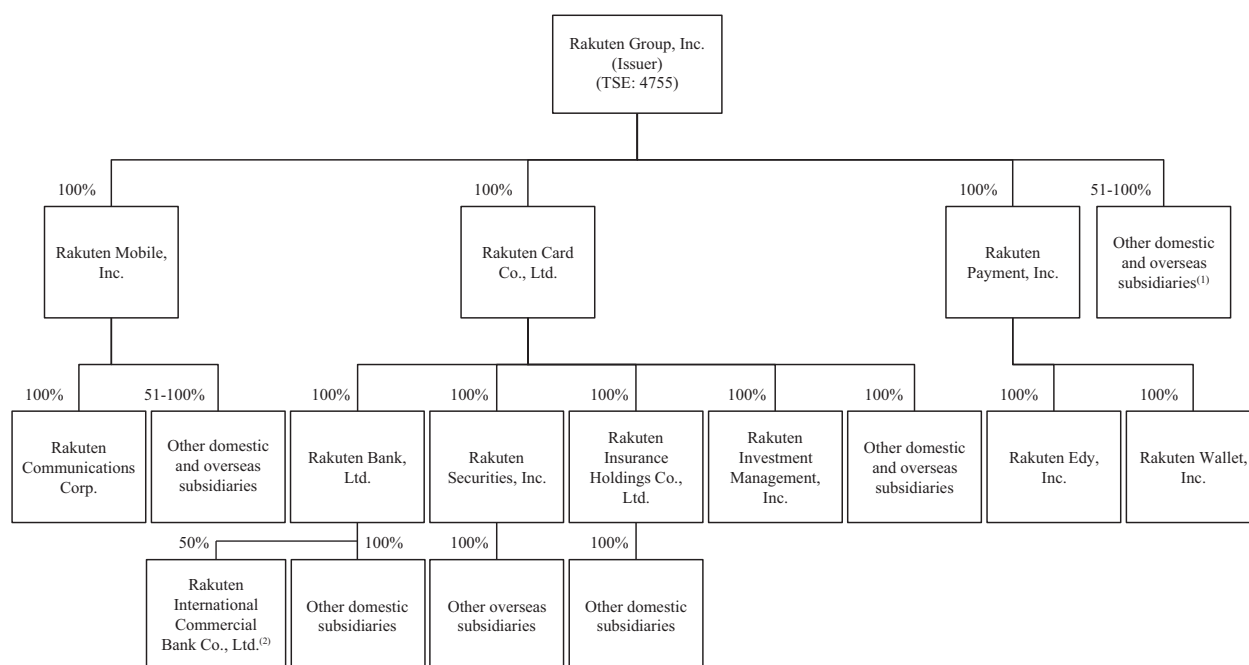 Rakuten Group, Inc.
(Issuer)
(TSE: 4755)
100%
100%
100%
51-100%
Rakuten Mobile,
Inc.
Rakuten Card
Co., Ltd.
Rakuten
Payment, Inc.
Other domestic
and overseas
subsidiaries(1)
100%
51-100%
100%
100%
100%
100%
100%
100%
100%
Rakuten
Communications
Corp.
Other domestic
and overseas
subsidiaries
Rakuten Bank,
Ltd.
Rakuten
Securities, Inc.
Rakuten
Insurance
Holdings Co.,
Ltd.
Rakuten
Investment
Management,
Inc.
Other domestic
and overseas
subsidiaries
Rakuten Edy,
Inc.
Rakuten Wallet,
Inc.
50%
100%
100%
100%
Rakuten
International
Commercial
Bank Co., Ltd.(2)
Other domestic
subsidiaries
Other overseas
subsidiaries
Other domestic
subsidiaries